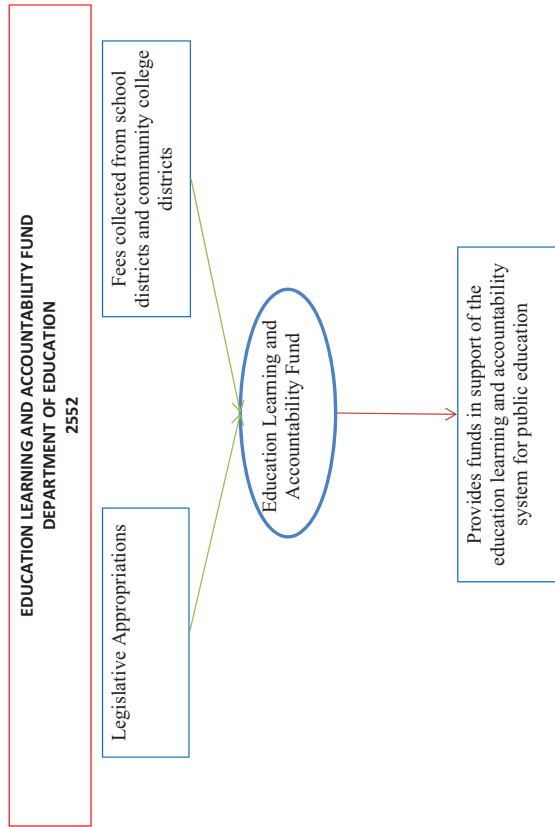 EDUCATION LEARNING AND ACCOUNTABILITY FUND
DEPARTMENT OF EDUCATION
2552
Legislative Appropriations
Fees collected from school
districts and community college
districts
Education Learning and
Accountability Fund
Provides funds in support of the
education learning and accountability
system for public education